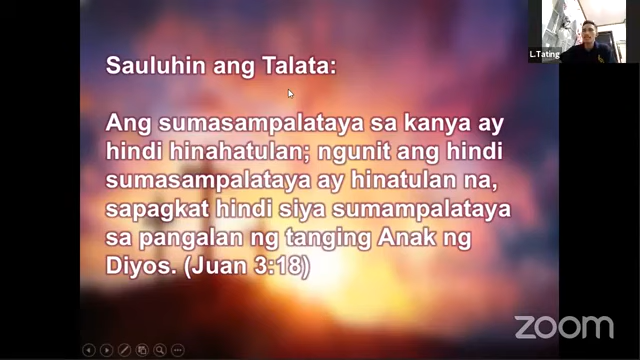 Sauluhin ang Talata:
Ang sumasampalataya sa kanya ay
hindi hinahatulan; ngunit ang hindi
sumasampalataya ay hinatulan na,
sapagkat hindi siya sumampalataya
sa pangalan ng tanging Anak ng
Diyos. (Juan 3:18)
L.Tating
zoom